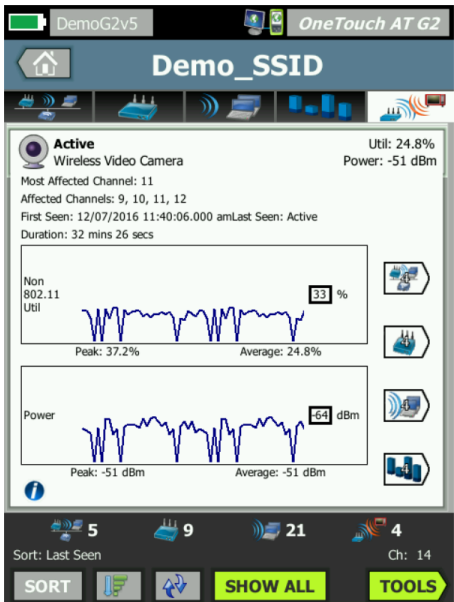 DemoG2v5
OneTouch AT G2
Demo_SSID
Active
Util: 24.8%
Wireless Video Camera
Power: -51 dBm
Most Affected Channel: 11
Affected Channels: 9, 10, 11, 12
First Seen: 12/07/2016 11:40:06.000 amLast Seen: Active
Duration: 32 mins 26 secs
Non
802.11
Util
33 %
Peak: 37.2%
Average: 24.8%
Power
-64 dBm
Peak: -51 dBm
Average: -51 dBm
5
9
21
4
Sort: Last Seen
Ch: 14
SORT
SHOW ALL
TOOLS